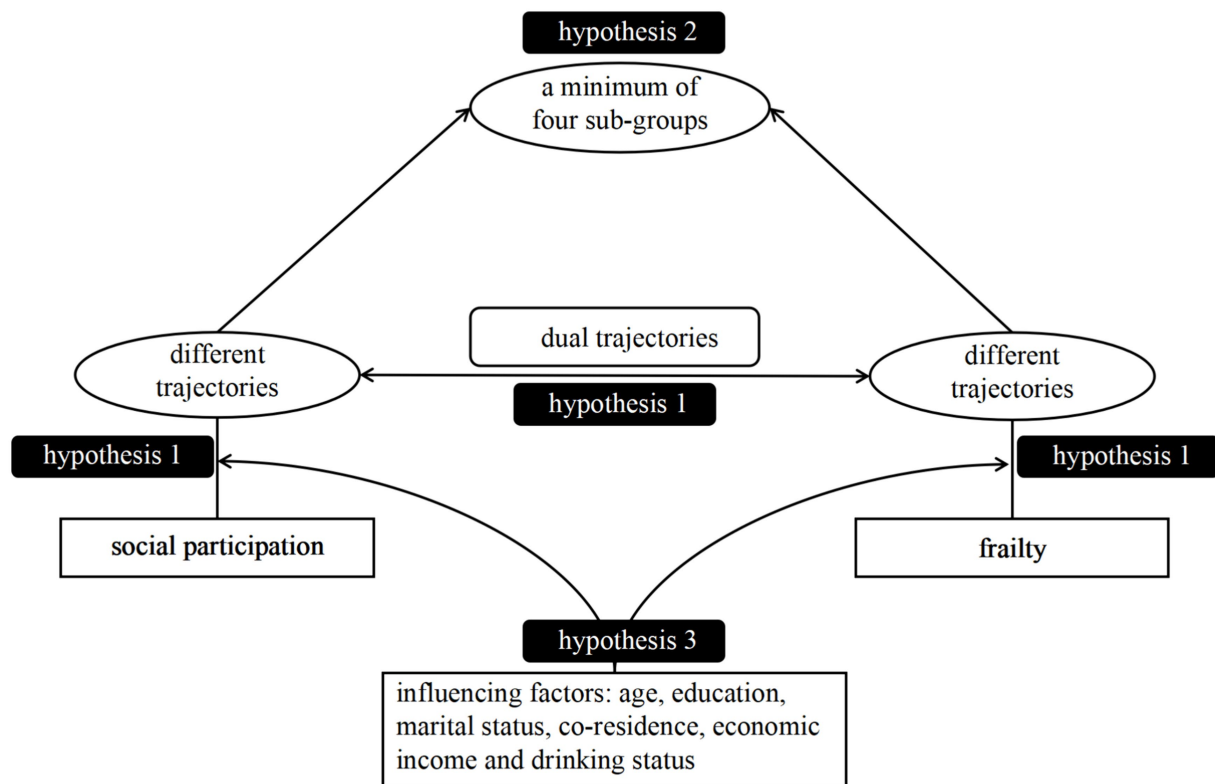 hypothesis 2
a minimum of
four sub-groups
dual trajectories
different
trajectories
different
trajectories
hypothesis 1
hypothesis 1
hypothesis 1
social participation
frailty
hypothesis 3
influencing factors: age, education,
marital status, co-residence, economic
income and drinking status